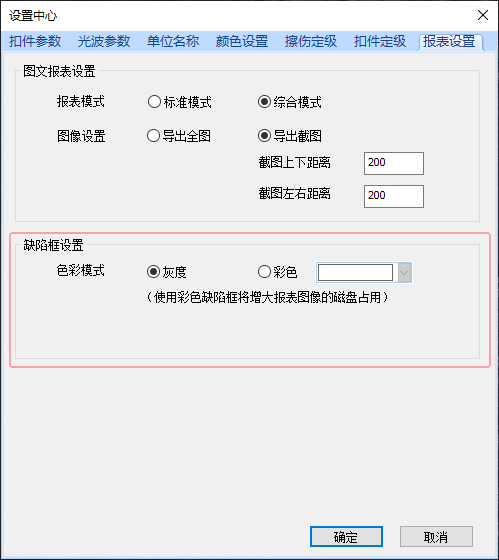 设置中心
扣件参数 光波参数 单位名称 颜色设置 擦伤定级 扣件定级 报表设置
图文报表设置
报表模式 标准模式 综合模式
图像设置 导出全图 导出截图
截图上下距离 200
截图左右距离 200
缺陷框设置
色彩模式 灰度 彩色
（使用彩色缺陷框将增大报表图像的磁盘占用）
确定 取消